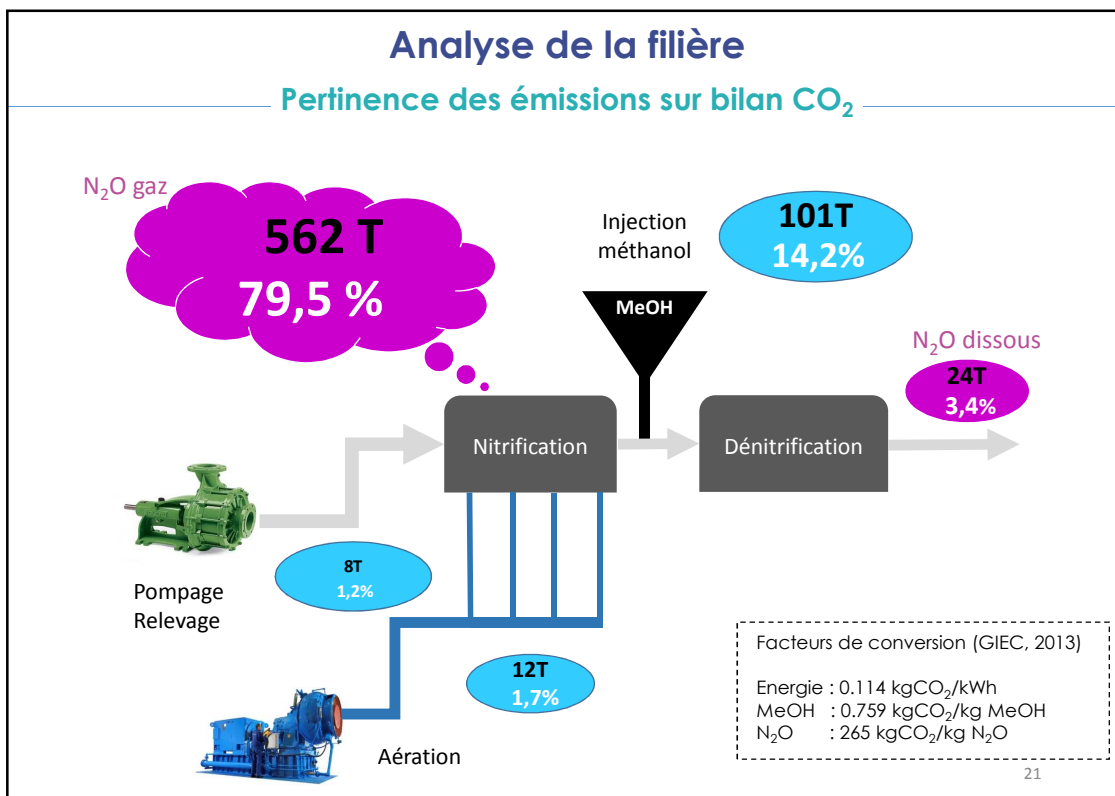 Analyse de la filière
Pertinence des émissions sur bilan CO₂
N₂O gaz
562 T
79,5 %
Injection
méthanol
101T
14,2%
MeOH
N₂O dissous
24T
3,4%
Nitrification
Dénitrification
8T
1,2%
Pompage
Relevage
12T
1,7%
Aération
Facteurs de conversion (GIEC, 2013)
Energie : 0.114 kgCO₂/kWh
MeOH : 0.759 kgCO₂/kg MeOH
N₂O : 265 kgCO₂/kg N₂O
21